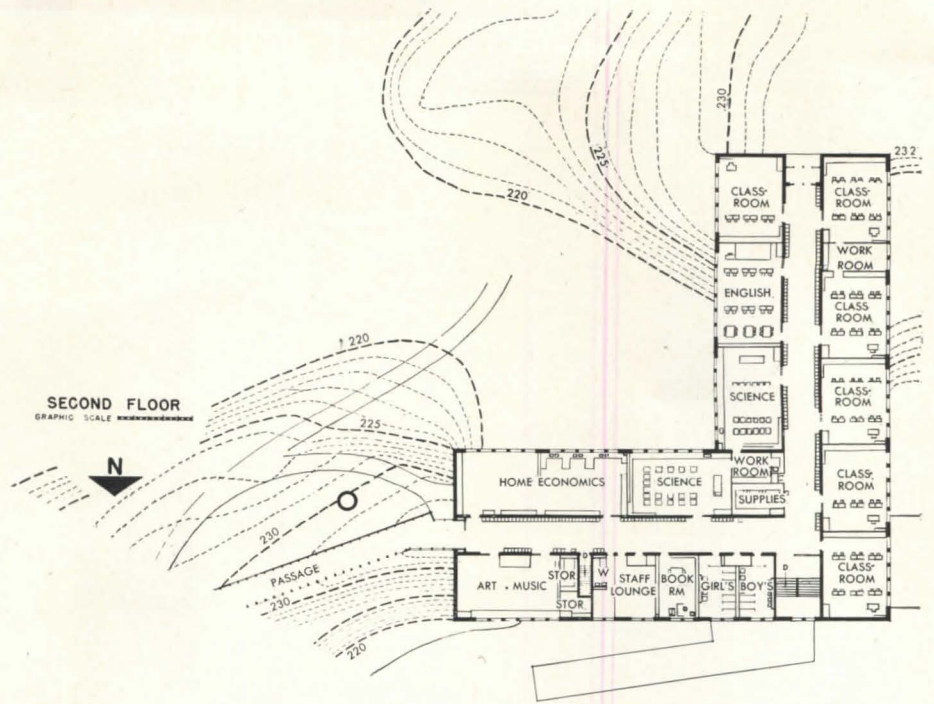 230
232
225
220
CLASS-
ROOM
CLASS-
ROOM
WORK
ROOM
ENGLISH
CLASS
ROOM
220
SECOND FLOOR
GRAPHIC SCALE
SCIENCE
CLASS-
ROOM
225
N
HOME ECONOMICS
SCIENCE
WORK
ROOM
SUPPLIES
CLASS-
ROOM
230
PASSAGE
230
220
ART . MUSIC
STOR
STOR.
D
W
STAFF
LOUNGE
BOOK
RM
GIRL'S
BOY'S
D
CLASS-
ROOM